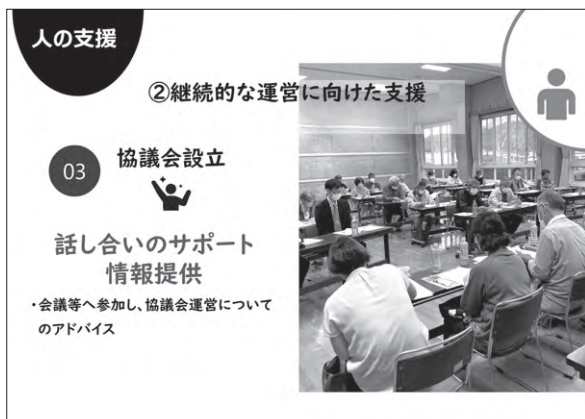 人の支援
②継続的な運営に向けた支援
03
協議会設立
話し合いのサポート
情報提供
・会議等へ参加し、協議会運営について
のアドバイス